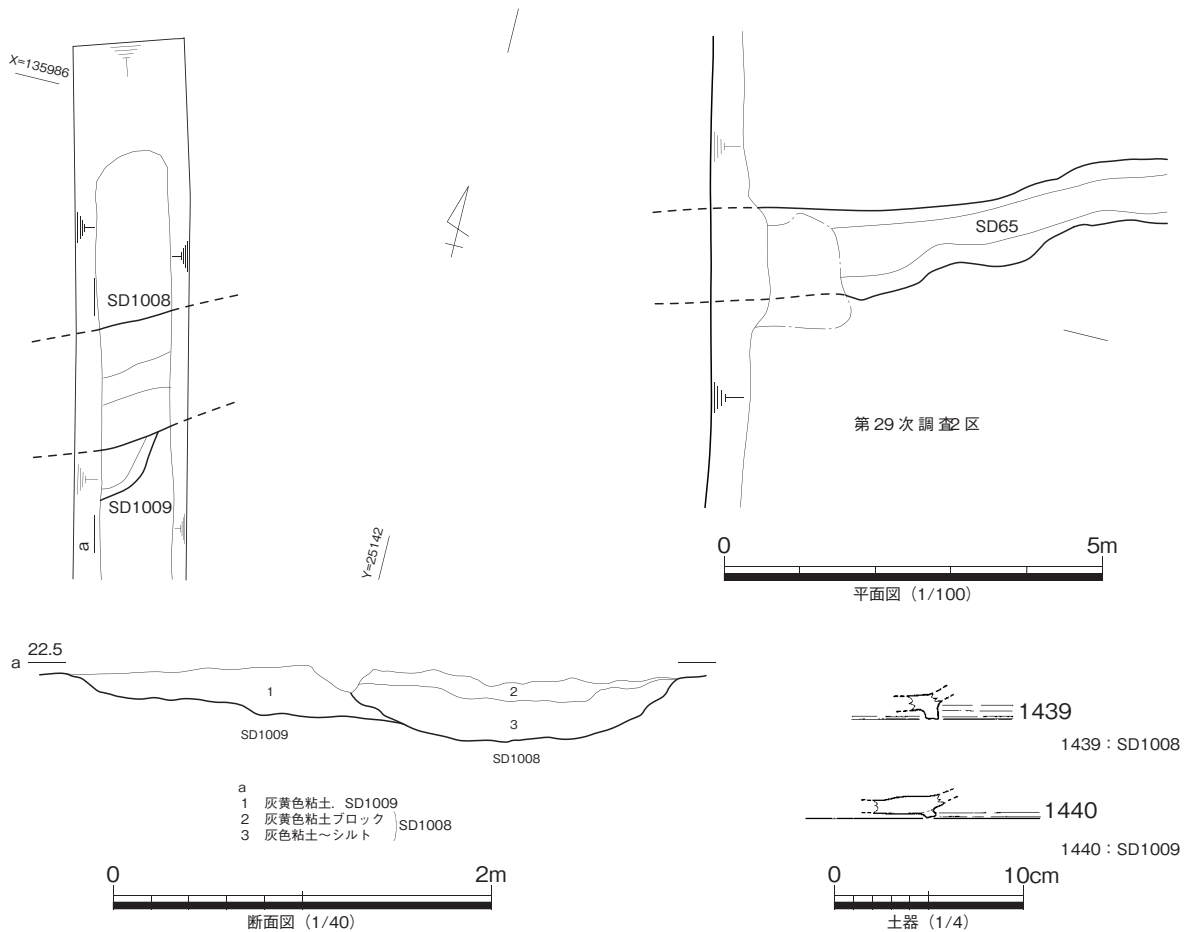 X=135986
SD1008
SD1009
a
Y=25142
SD65
第29次調査2区
0 5m
平面図（1/100）
a 22.5
1
2
3
SD1009
SD1008
a
1 灰黄色粘土．SD1009
2 灰黄色粘土ブロック
3 灰色粘土～シルト
SD1008
0 2m
断面図（1/40）
1439
1439：SD1008
1440
1440：SD1009
0 10cm
土器（1/4）